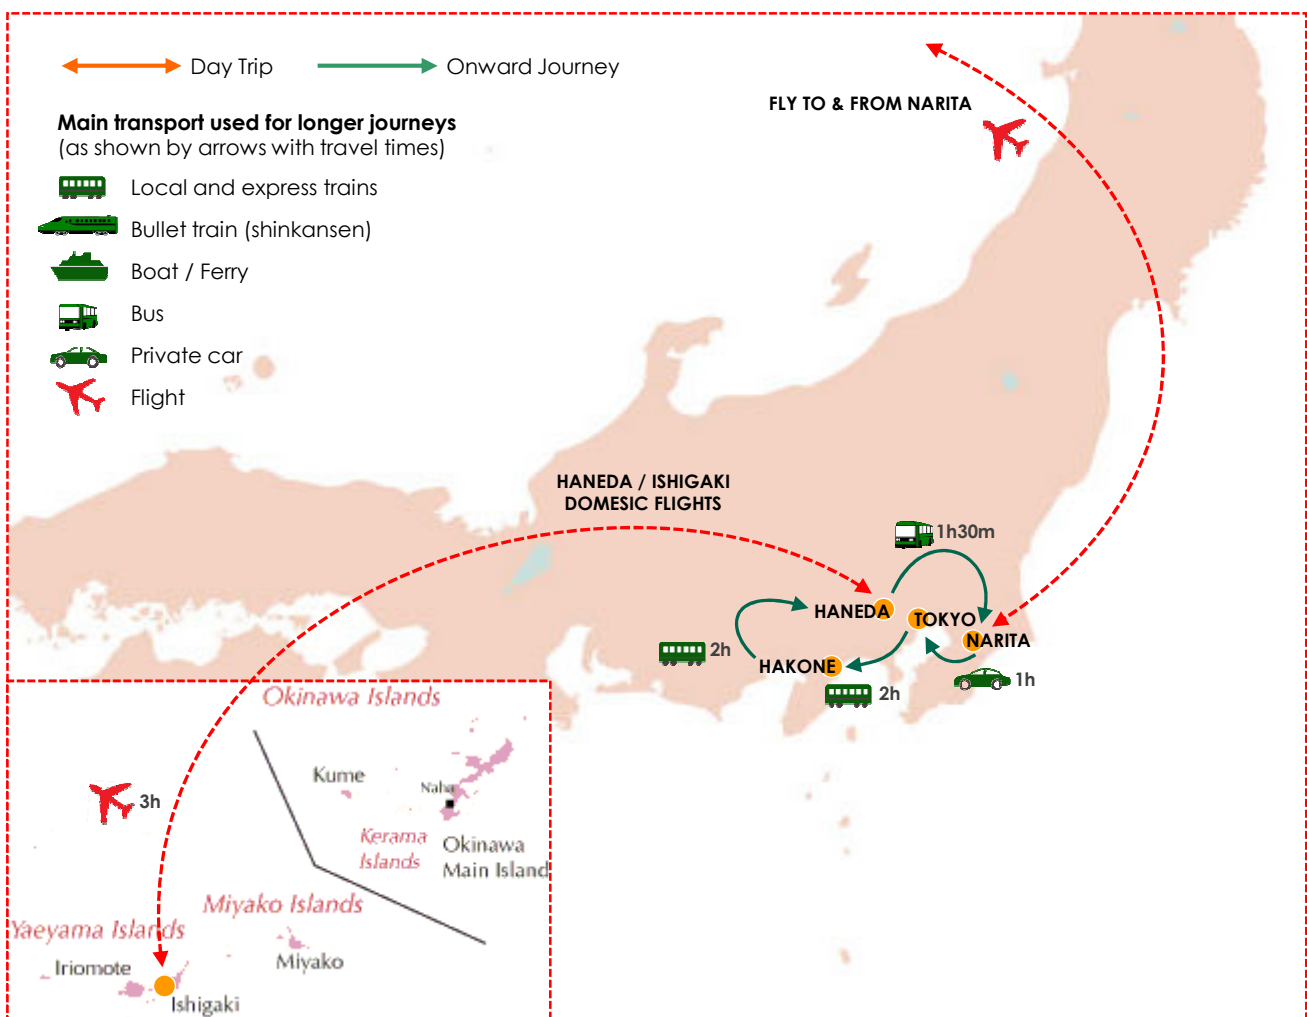 Day Trip
Onward Journey
FLY TO & FROM NARITA
Main transport used for longer journeys
(as shown by arrows with travel times)
Local and express trains
Bullet train (shinkansen)
Boat / Ferry
Bus
Private car
Flight
HANEDA / ISHIGAKI
DOMESIC FLIGHTS
1h30m
HANEDA
TOKYO
NARITA
2h
HAKONE
2h
1h
Okinawa Islands
Kume
Naha
3h
Kerama
Islands
Okinawa
Main Island
Miyako Islands
Yaeyama Islands
Miyako
Iriomote
Ishigaki